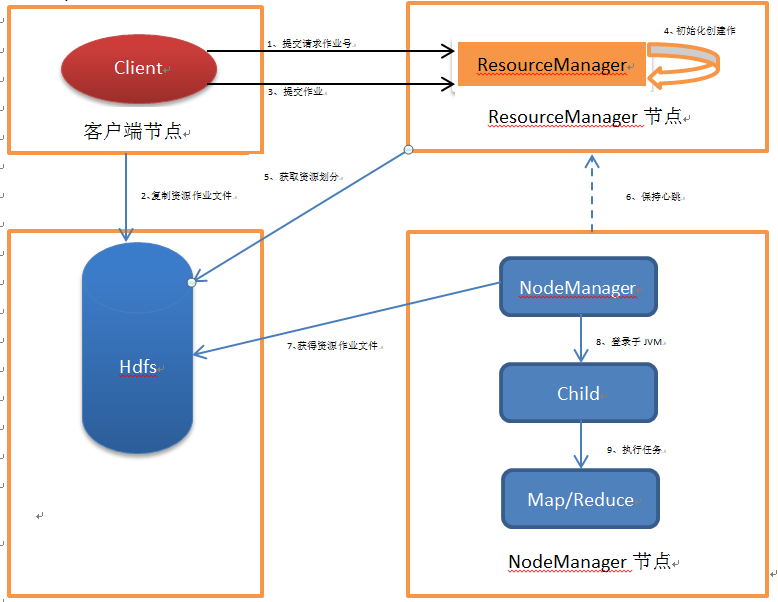 1、提交请求作业号
4、初始化创建作
Client
ResourceManager
3、提交作业
客户端节点
ResourceManager 节点
5、获取资源划分
2、复制资源作业文件
6、保持心跳
NodeManager
7、获得资源作业文件
8、登录于 JVM
Hdfs
Child
9、执行任务
Map/Reduce
NodeManager 节点